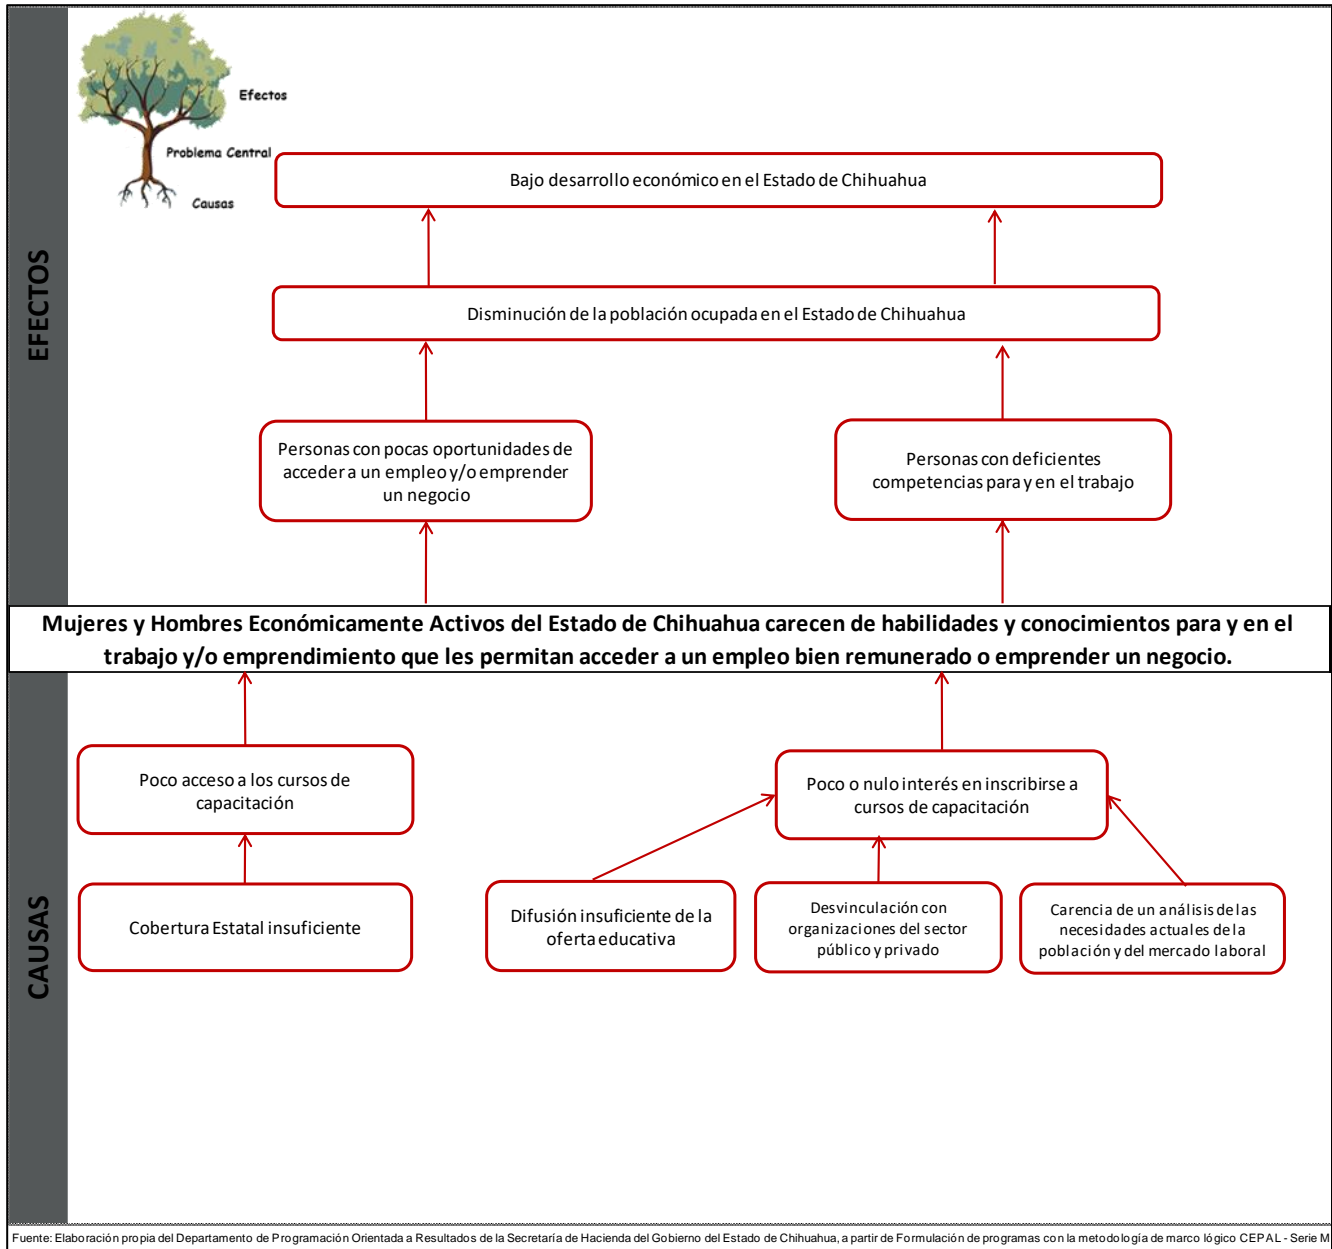 Efectos
Problema Central
Causas
EFECTOS
Bajo desarrollo económico en el Estado de Chihuahua
Disminución de la población ocupada en el Estado de Chihuahua
Personas con pocas oportunidades de
acceder a un empleo y/o emprender
un negocio
Personas con deficientes
competencias para y en el trabajo
Mujeres y Hombres Económicamente Activos del Estado de Chihuahua carecen de habilidades y conocimientos para y en el
trabajo y/o emprendimiento que les permitan acceder a un empleo bien remunerado o emprender un negocio.
CAUSAS
Poco acceso a los cursos de
capacitación
Poco o nulo interés en inscribirse a
cursos de capacitación
Cobertura Estatal insuficiente
Difusión insuficiente de la
oferta educativa
Desvinculación con
organizaciones del sector
público y privado
Carencia de un análisis de las
necesidades actuales de la
población y del mercado laboral
Fuente: Elaboración propia del Departamento de Programación Orientada a Resultados de la Secretaría de Hacienda del Gobierno del Estado de Chihuahua, a partir de Formulación de programas con la metodología de marco lógico CEPAL - Serie M